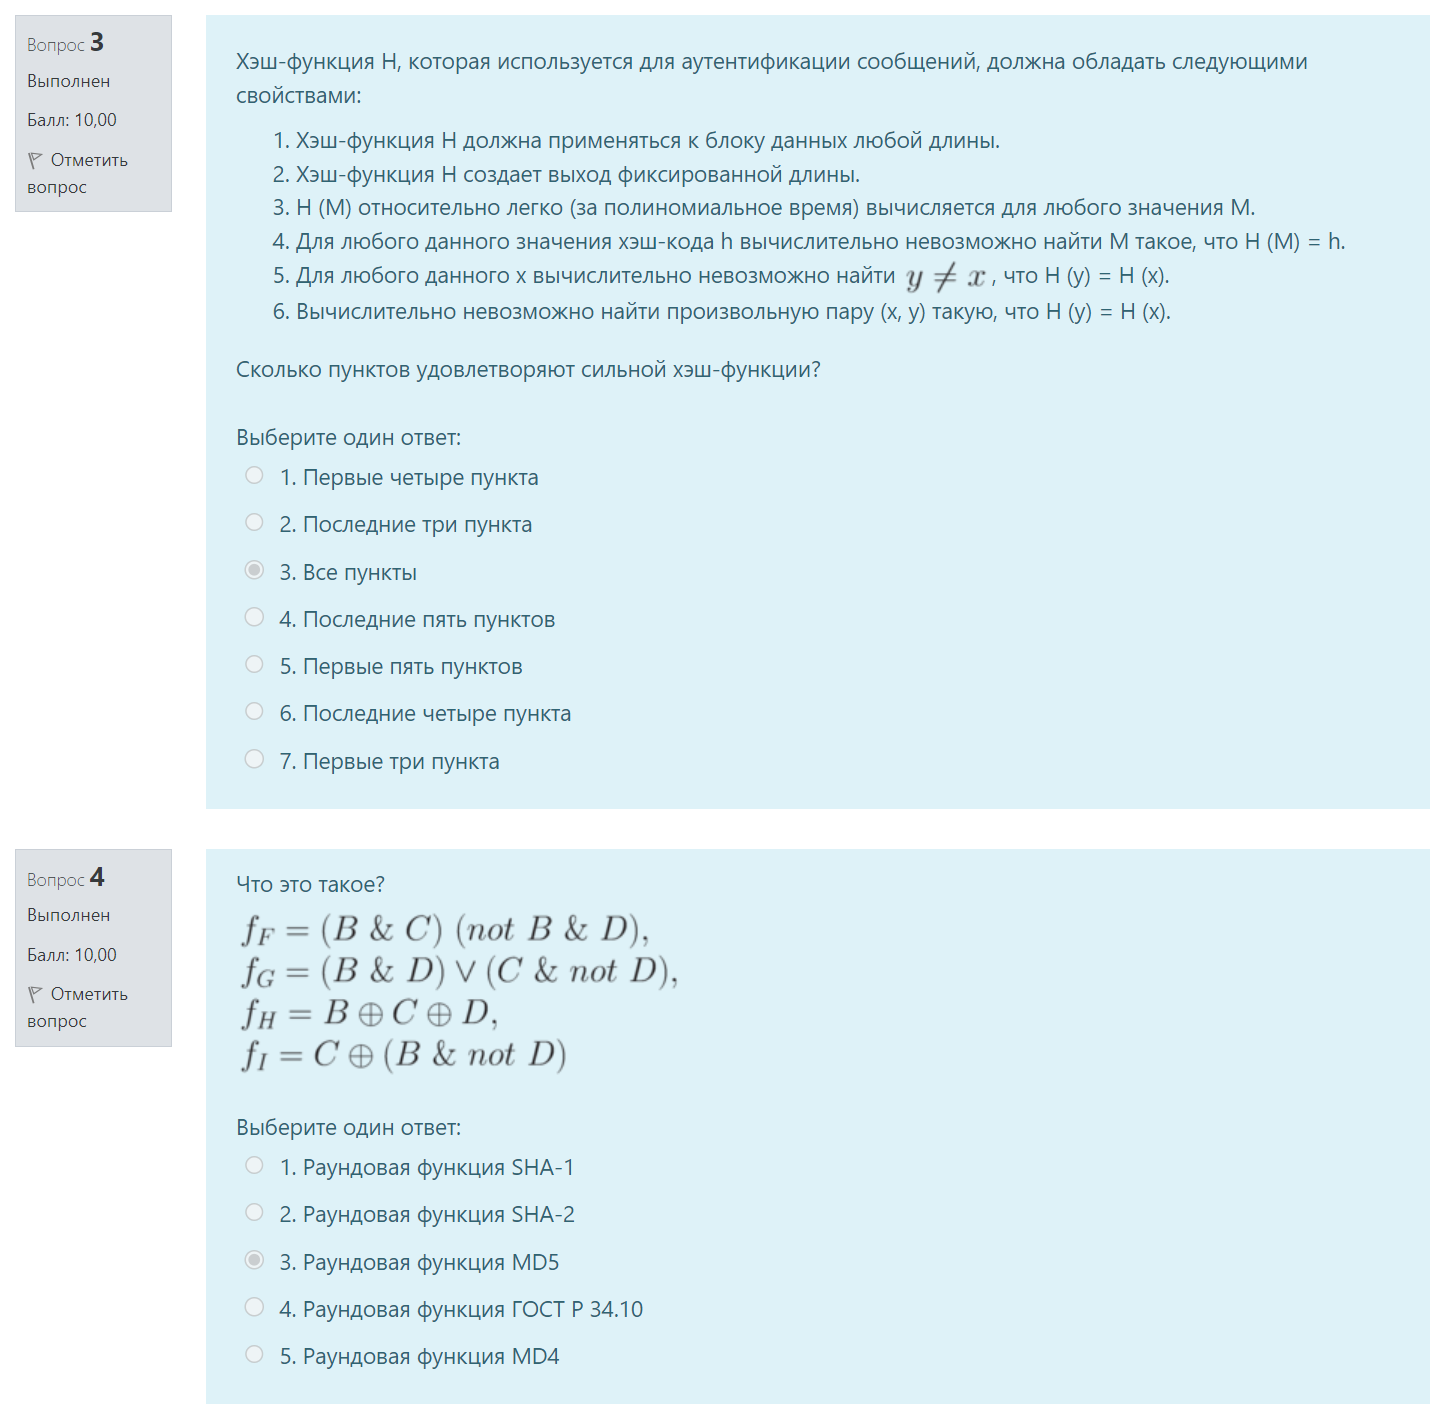 Вопрос 3
Выполнен
Балл: 10,00
Отметить
вопрос
Хэш-функция H, которая используется для аутентификации сообщений, должна обладать следующими
свойствами:
1. Хэш-функция H должна применяться к блоку данных любой длины.
2. Хэш-функция H создает выход фиксированной длины.
3. H (M) относительно легко (за полиномиальное время) вычисляется для любого значения M.
4. Для любого данного значения хэш-кода h вычислительно невозможно найти M такое, что H (M) = h.
5. Для любого данного x вычислительно невозможно найти y ≠ x, что H (y) = H (x).
6. Вычислительно невозможно найти произвольную пару (x, y) такую, что H (y) = H (x).
Сколько пунктов удовлетворяют сильной хэш-функции?
Выберите один ответ:
1. Первые четыре пункта
2. Последние три пункта
3. Все пункты
4. Последние пять пунктов
5. Первые пять пунктов
6. Последние четыре пункта
7. Первые три пункта
Вопрос 4
Выполнен
Балл: 10,00
Отметить
вопрос
Что это такое?
f_F = (B & C) (not B & D),
f_G = (B & D) ∨ (C & not D),
f_H = B ⊕ C ⊕ D,
f_I = C ⊕ (B & not D)
Выберите один ответ:
1. Раундовая функция SHA-1
2. Раундовая функция SHA-2
3. Раундовая функция MD5
4. Раундовая функция ГОСТ Р 34.10
5. Раундовая функция MD4